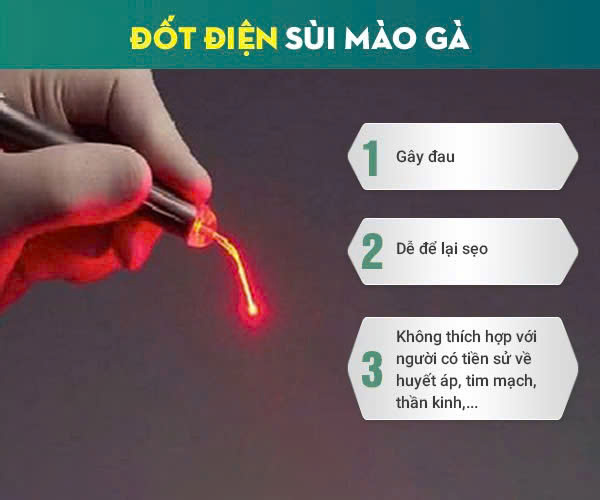 ĐỐT ĐIỆN SÙI MÀO GÀ
1 Gây đau
2 Dễ để lại sẹo
3 Không thích hợp với
người có tiền sử về
huyết áp, tim mạch,
thần kinh,...